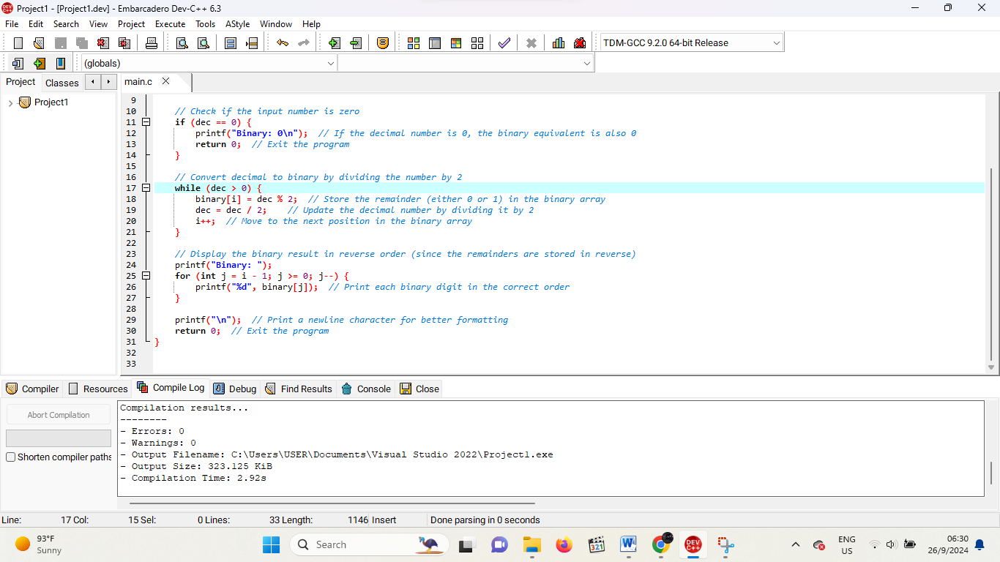 Project1 - [Project1.dev] - Embarcadero Dev-C++ 6.3
File Edit Search View Project Execute Tools AStyle Window Help
TDM-GCC 9.2.0 64-bit Release
(globals)
Project Classes main.c
Project1
9
10 // Check if the input number is zero
11 if (dec == 0) {
12 printf("Binary: 0\n"); // If the decimal number is 0, the binary equivalent is also 0
13 return 0; // Exit the program
14 }
15
16 // Convert decimal to binary by dividing the number by 2
17 while (dec > 0) {
18 binary[i] = dec % 2; // Store the remainder (either 0 or 1) in the binary array
19 dec = dec / 2; // Update the decimal number by dividing it by 2
20 i++; // Move to the next position in the binary array
21 }
22
23 // Display the binary result in reverse order (since the remainders are stored in reverse)
24 printf("Binary: ");
25 for (int j = i - 1; j >= 0; j--) {
26 printf("%d", binary[j]); // Print each binary digit in the correct order
27 }
28
29 printf("\n"); // Print a newline character for better formatting
30 return 0; // Exit the program
31 }
32
33
Compiler Resources Compile Log Debug Find Results Console Close
Abort Compilation
Shorten compiler paths
Compilation results...
--------
- Errors: 0
- Warnings: 0
- Output Filename: C:\Users\USER\Documents\Visual Studio 2022\Project1.exe
- Output Size: 323.125 KiB
- Compilation Time: 2.92s
Line: 17 Col: 15 Sel: 0 Lines: 33 Length: 1146 Insert Done parsing in 0 seconds
93°F
Sunny
Search
321
W
DEV C++
ENG
US
06:30
26/9/2024